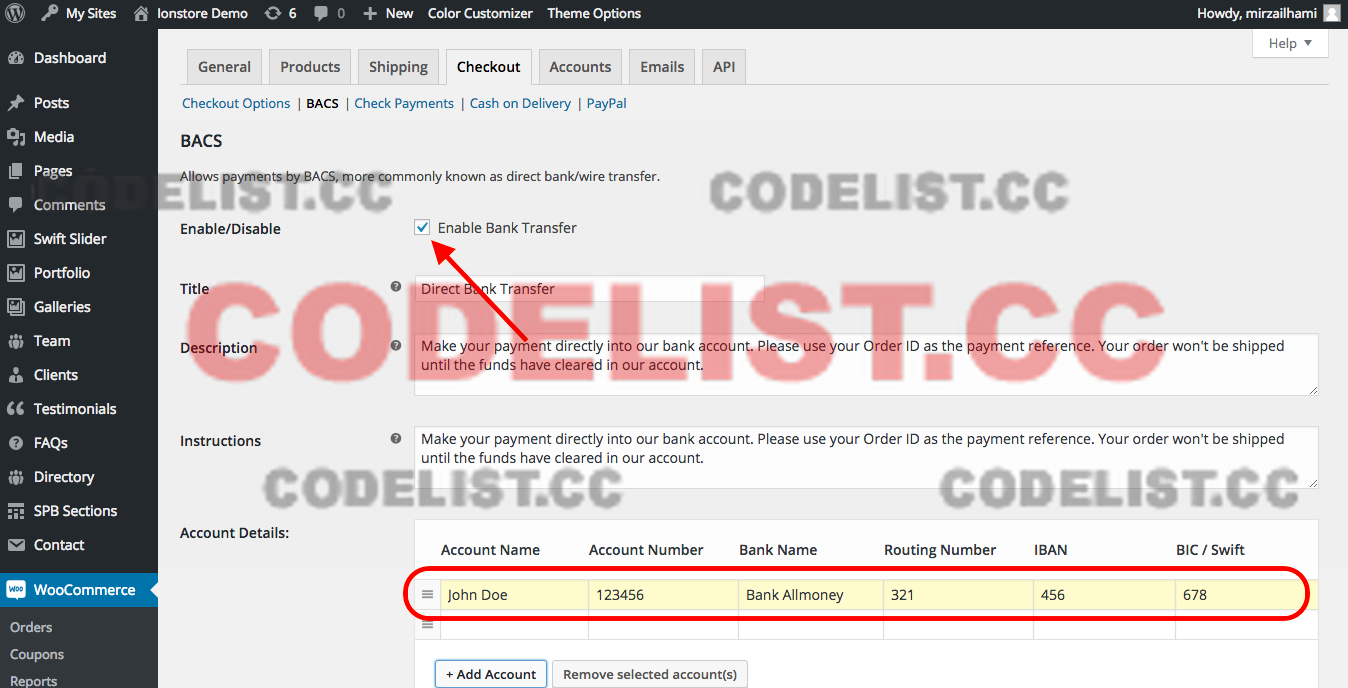 My Sites Ionstore Demo 6 0 New Color Customizer Theme Options Howdy, mirzailhami
Help
Dashboard
Posts
Media
Pages
Comments
Swift Slider
Portfolio
Galleries
Team
Clients
Testimonials
FAQs
Directory
SPB Sections
Contact
Woo WooCommerce
Orders
Coupons
Reports
General Products Shipping Checkout Accounts Emails API
Checkout Options | BACS | Check Payments | Cash on Delivery | PayPal
BACS
Allows payments by BACS, more commonly known as direct bank/wire transfer.
CODELIST.CC CODELIST.CC
Enable/Disable Enable Bank Transfer
Title ? Direct Bank Transfer
CODELIST.CC
Description ? Make your payment directly into our bank account. Please use your Order ID as the payment reference. Your order won't be shipped
until the funds have cleared in our account.
Instructions ? Make your payment directly into our bank account. Please use your Order ID as the payment reference. Your order won't be shipped
until the funds have cleared in our account.
CODELIST.CC CODELIST.CC
Account Details:
Account Name Account Number Bank Name Routing Number IBAN BIC / Swift
John Doe 123456 Bank Allmoney 321 456 678
+ Add Account Remove selected account(s)